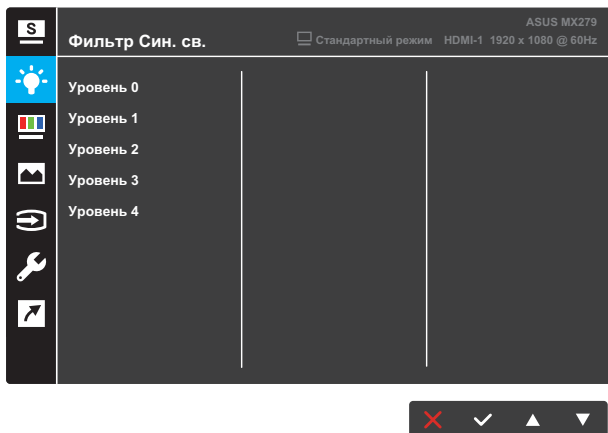 S
ASUS MX279
Фильтр Син. св.
Стандартный режим HDMI-1 1920 x 1080 @ 60Hz
Уровень 0
Уровень 1
Уровень 2
Уровень 3
Уровень 4